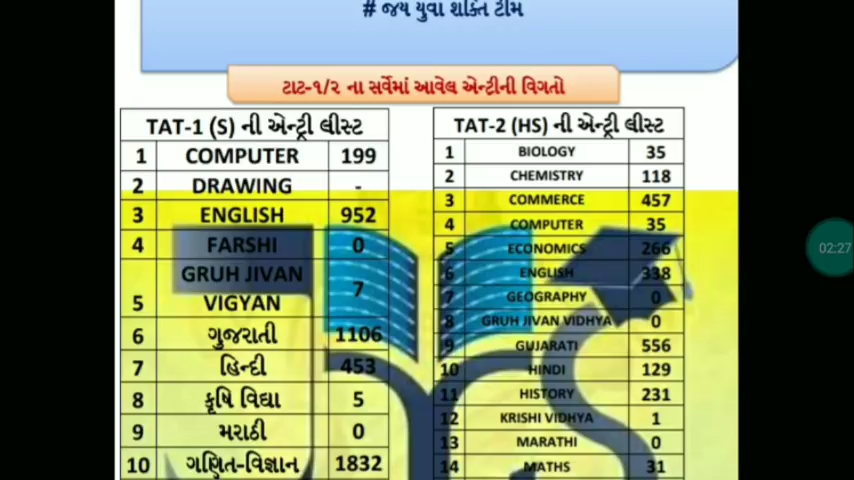 # જય યુવા શક્તિ ટીમ
ટાટ-૧/૨ ના સર્વેમાં આવેલ એન્ટ્રીની વિગતો
TAT-1 (S) ની એન્ટ્રી લીસ્ટ
1 COMPUTER 199
2 DRAWING -
3 ENGLISH 952
4 FARSHI 0
5 GRUH JIVAN VIGYAN 7
6 ગુજરાતી 1106
7 હિન્દી 453
8 કૃષિ વિદ્યા 5
9 મરાઠી 0
10 ગણિત-વિજ્ઞાન 1832
TAT-2 (HS) ની એન્ટ્રી લીસ્ટ
1 BIOLOGY 35
2 CHEMISTRY 118
3 COMMERCE 457
4 COMPUTER 35
5 ECONOMICS 266
6 ENGLISH 338
7 GEOGRAPHY 0
8 GRUH JIVAN VIDHYA 0
9 GUJARATI 556
10 HINDI 129
11 HISTORY 231
12 KRISHI VIDHYA 1
13 MARATHI 0
14 MATHS 31
02:27